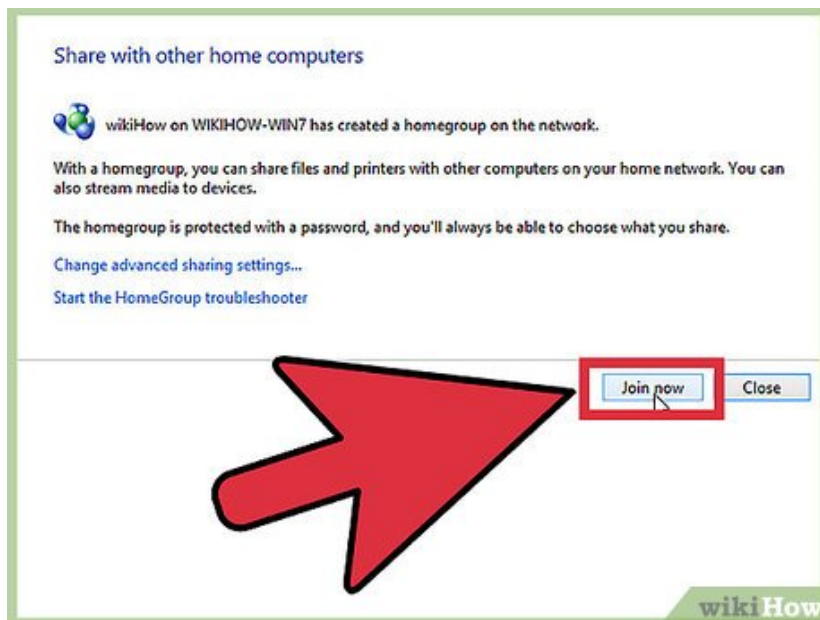 Share with other home computers
wikiHow on WIKIHOW-WIN7 has created a homegroup on the network.
With a homegroup, you can share files and printers with other computers on your home network. You can
also stream media to devices.
The homegroup is protected with a password, and you'll always be able to choose what you share.
Change advanced sharing settings...
Start the HomeGroup troubleshooter
Join now
Close
wikiHow